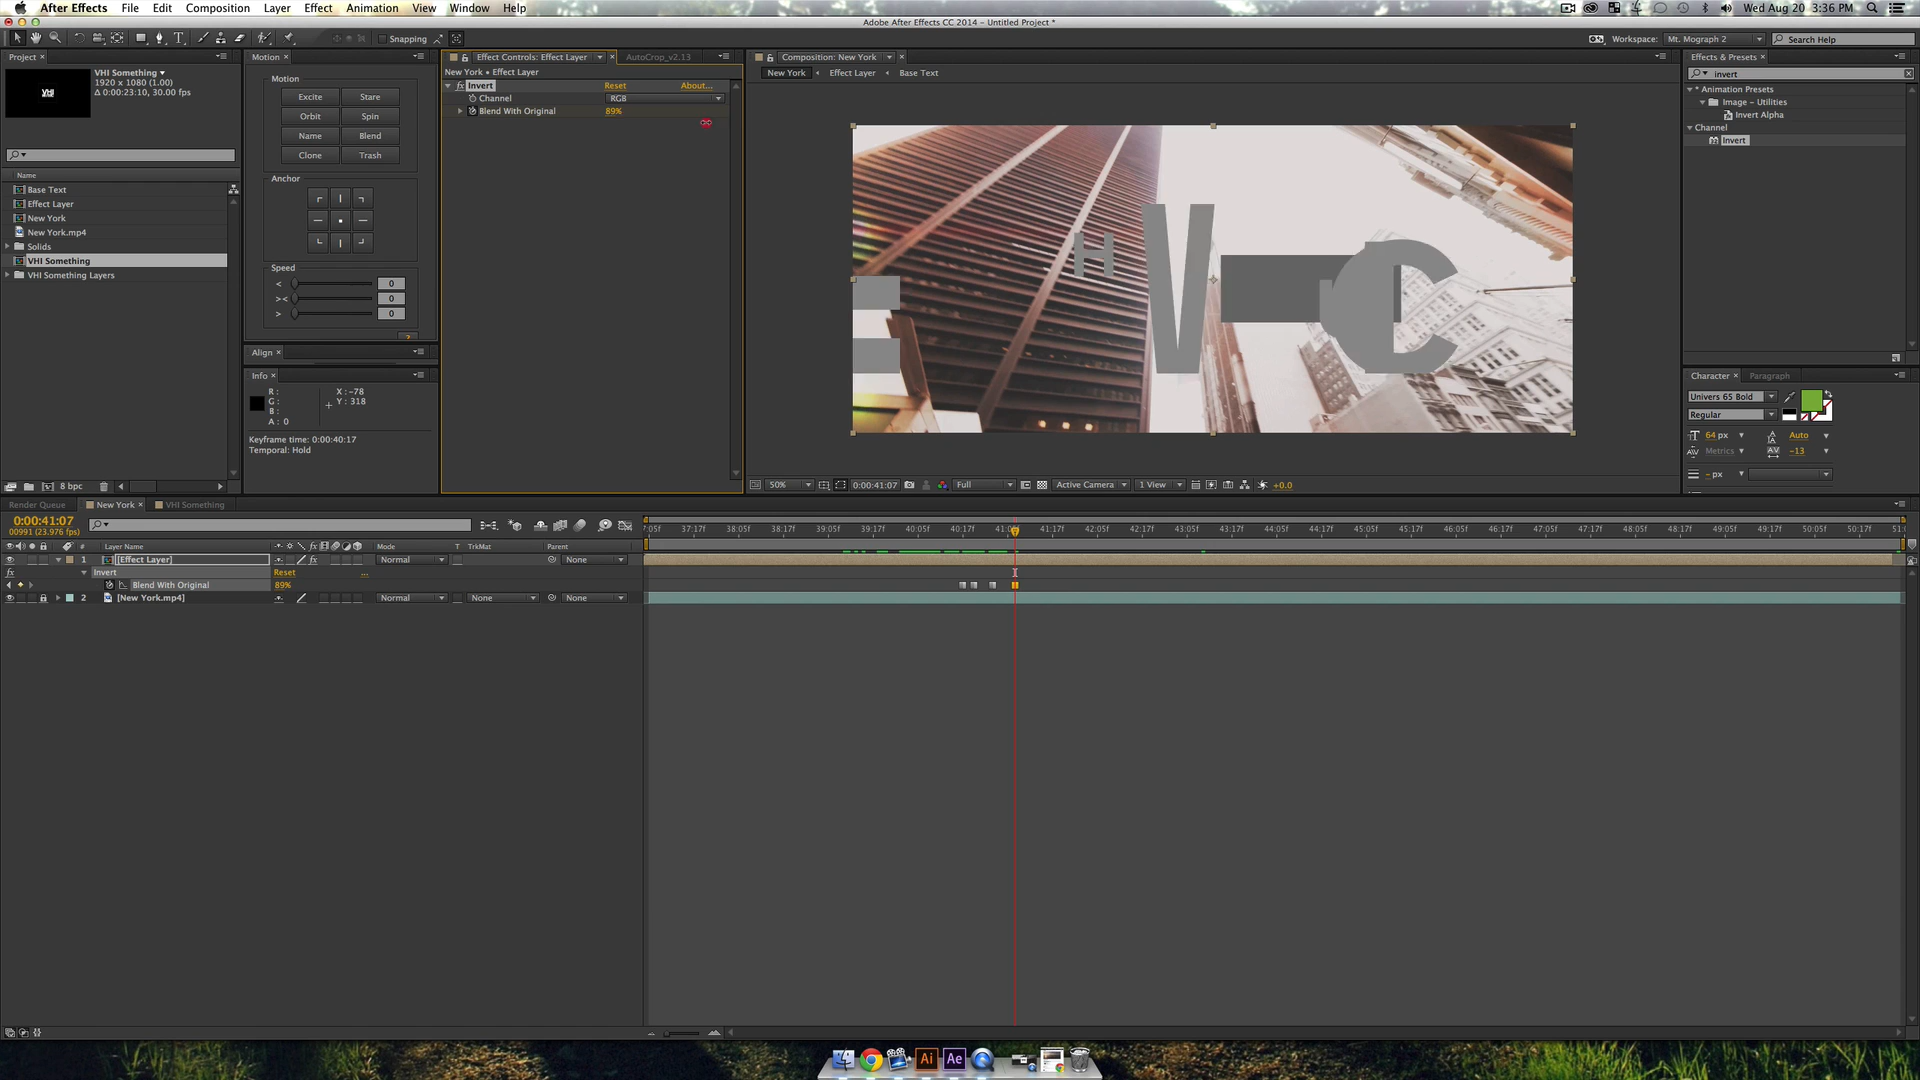 After Effects File Edit Composition Layer Effect Animation View Window Help
Wed Aug 20 3:36 PM
Adobe After Effects CC 2014 - Untitled Project *
Snapping
Workspace: Mt. Mograph 2
Search Help
Project ×
VHI Something
1920 x 1080 (1.00)
Δ 0:00:23:10, 30.00 fps
Name
Base Text
Effect Layer
New York
New York.mp4
Solids
VHI Something
VHI Something Layers
8 bpc
Motion ×
Motion
Excite Stare
Orbit Spin
Name Blend
Clone Trash
Anchor
Speed
< 0
>< 0
> 0
?
Align ×
Info ×
R :
G :
B :
A : 0
X : -78
Y : 318
Keyframe time: 0:00:40:17
Temporal: Hold
Effect Controls: Effect Layer × AutoCrop_v2.13
New York • Effect Layer
fx Invert Reset About...
Channel RGB
Blend With Original 89%
Composition: New York ×
New York Effect Layer Base Text
H V C
50% 0:00:41:07 Full Active Camera 1 View +0.0
Effects & Presets ×
invert
* Animation Presets
Image - Utilities
Invert Alpha
Channel
Invert
Character × Paragraph
Univers 65 Bold
Regular
64 px Auto
Metrics -13
- px
Render Queue New York × VHI Something
0:00:41:07
00991 (23.976 fps)
# Layer Name Mode T TrkMat Parent
1 [Effect Layer] Normal None
Invert Reset ...
Blend With Original 89%
2 [New York.mp4] Normal None None
37:17f 38:05f 38:17f 39:05f 39:17f 40:05f 40:17f 41:17f 42:05f 42:17f 43:05f 43:17f 44:05f 44:17f 45:05f 45:17f 46:05f 46:17f 47:05f 47:17f 48:05f 48:17f 49:05f 49:17f 50:05f 50:17f
Ai Ae